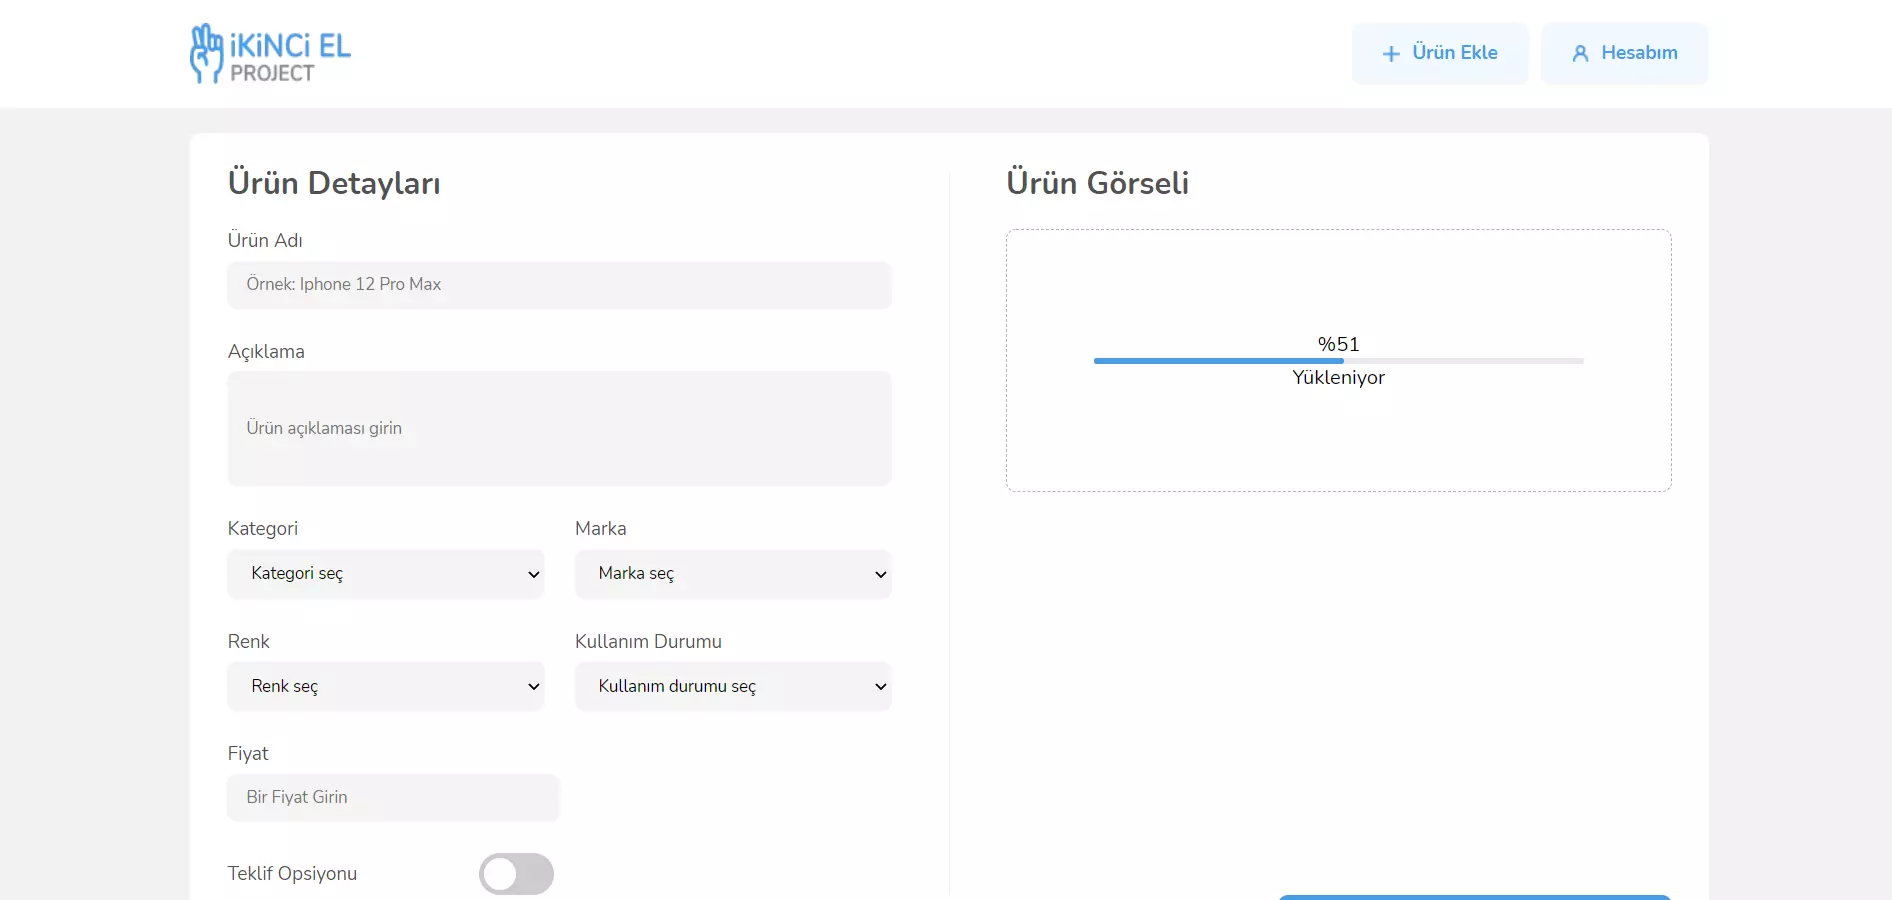 iKiNCi EL
PROJECT
Ürün Ekle
Hesabım
Ürün Detayları
Ürün Adı
Örnek: Iphone 12 Pro Max
Açıklama
Ürün açıklaması girin
Kategori
Marka
Kategori seç
Marka seç
Renk
Kullanım Durumu
Renk seç
Kullanım durumu seç
Fiyat
Bir Fiyat Girin
Teklif Opsiyonu
Ürün Görseli
%51
Yükleniyor